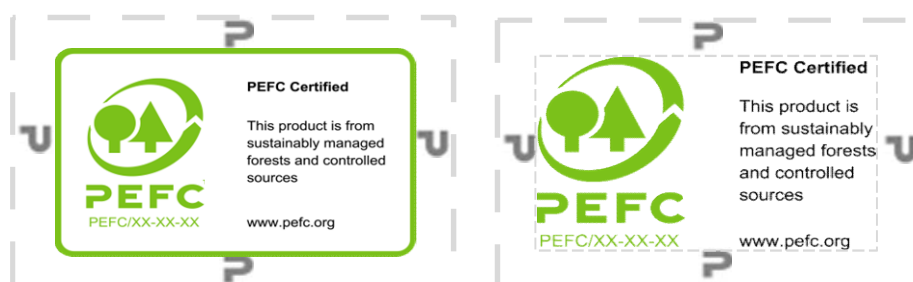 P
PEFC Certified
This product is from
sustainably managed
forests and controlled
sources
PEFC
PEFC/XX-XX-XX
www.pefc.org
P
P
P
P
PEFC Certified
This product is
from sustainably
managed forests
and controlled
sources
PEFC
PEFC/XX-XX-XX
www.pefc.org
P
P
P